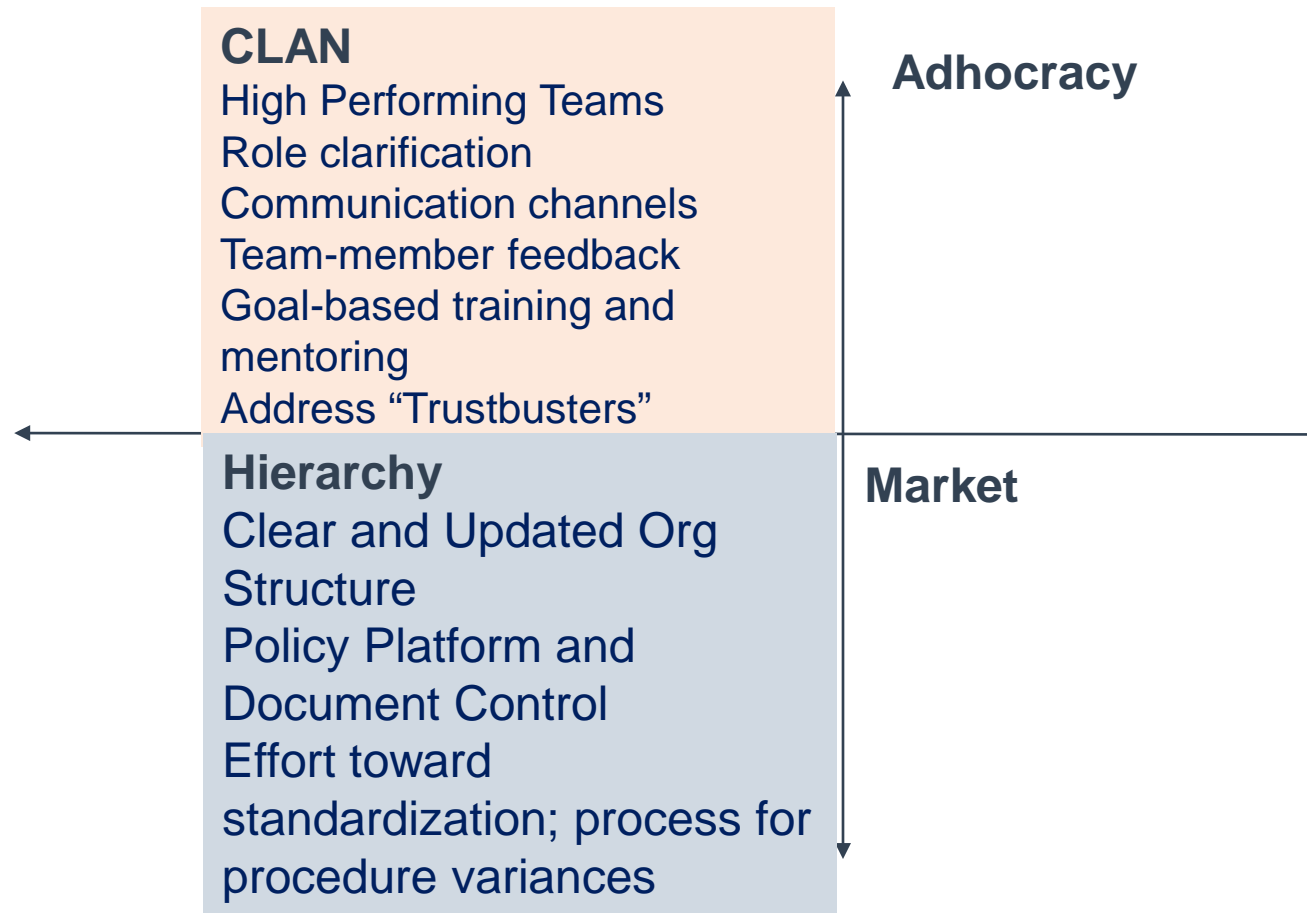 CLAN
High Performing Teams
Role clarification
Communication channels
Team-member feedback
Goal-based training and
mentoring
Address “Trustbusters”
Adhocracy
Hierarchy
Clear and Updated Org
Structure
Policy Platform and
Document Control
Effort toward
standardization; process for
procedure variances
Market